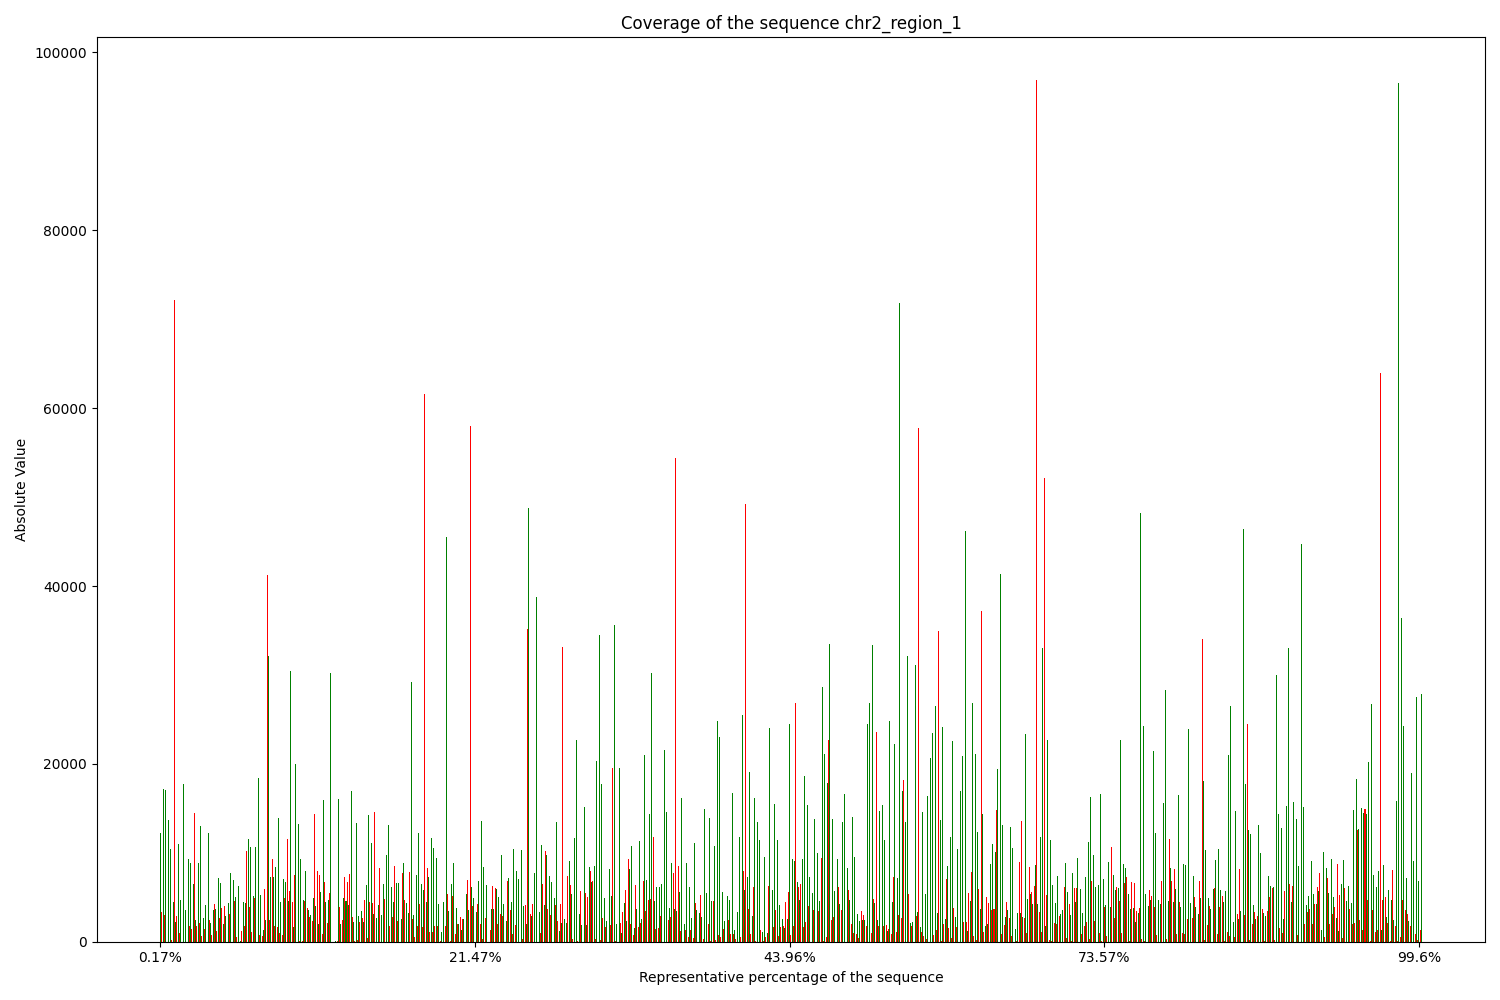 Coverage of the sequence chr2_region_1
100000
80000
60000
40000
20000
0
Absolute Value
0.17% 21.47% 43.96% 73.57% 99.6%
Representative percentage of the sequence